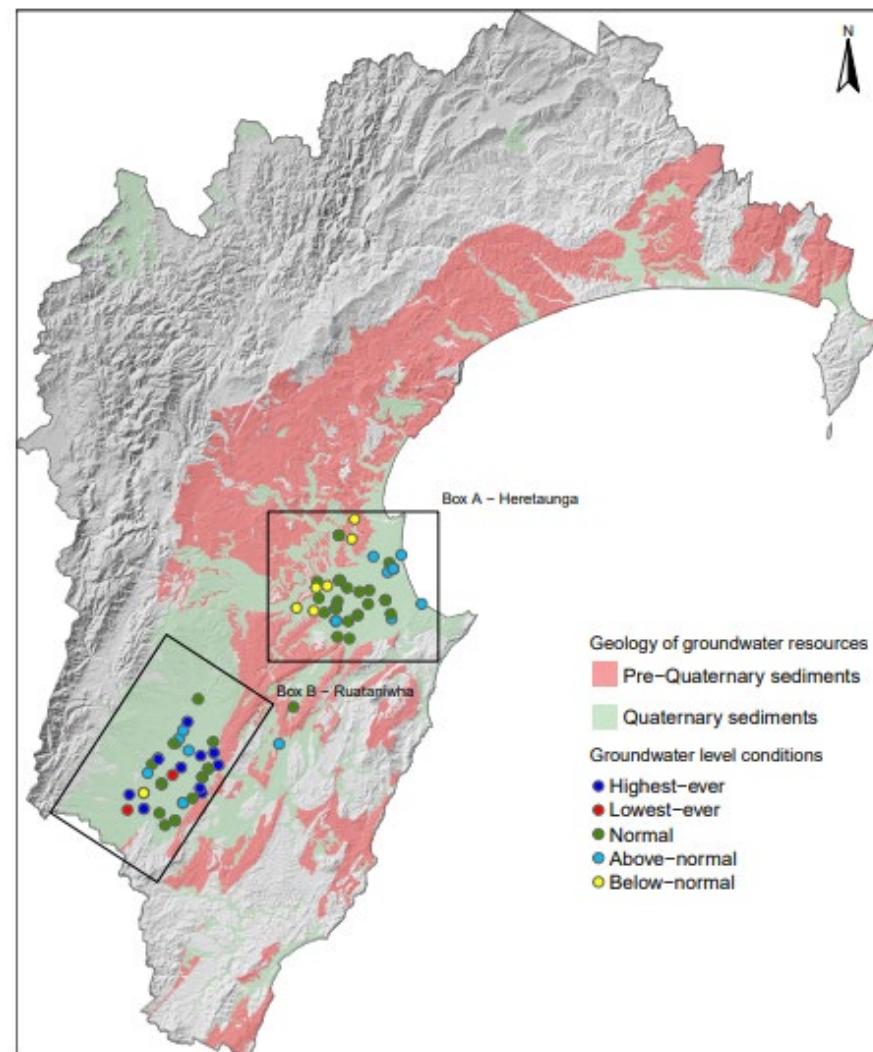 N
Box A − Heretaunga
Geology of groundwater resources
Pre−Quaternary sediments
Box B − Ruataniwha
Quaternary sediments
Groundwater level conditions
Highest−ever
Lowest−ever
Normal
Above−normal
Below−normal